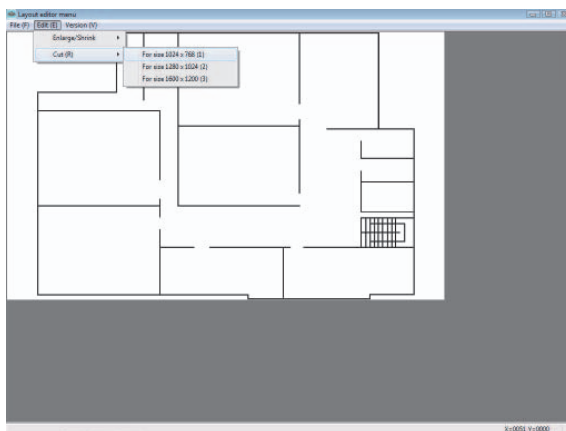 Layout editor menu
File (F) Edit (E) Version (V)
Enlarge/Shrink
Cut (R)
For size 1024 x 768 (1)
For size 1280 x 1024 (2)
For size 1600 x 1200 (3)
X=0051 Y=0000